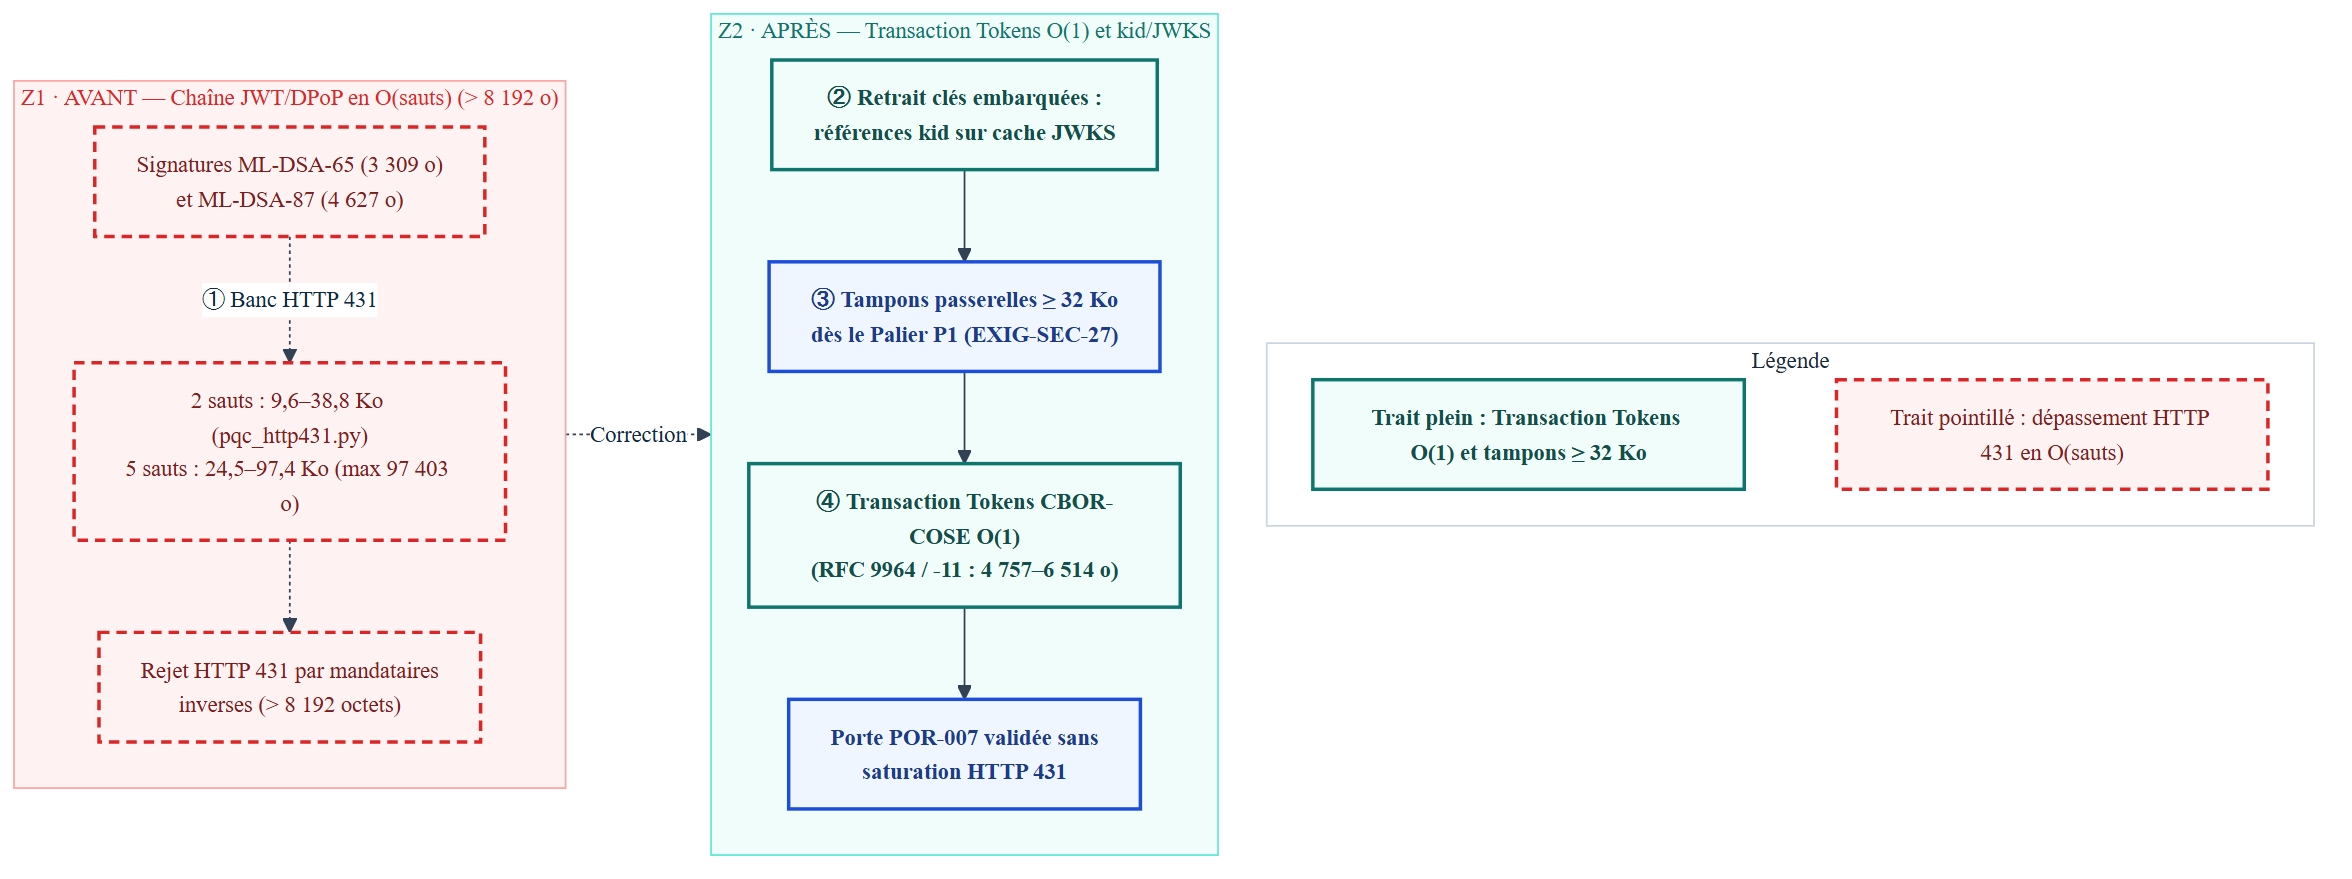 Z1 · AVANT — Chaîne JWT/DPoP en O(sauts) (> 8 192 o)
Signatures ML-DSA-65 (3 309 o)
et ML-DSA-87 (4 627 o)
① Banc HTTP 431
2 sauts : 9,6–38,8 Ko
(pqc_http431.py)
5 sauts : 24,5–97,4 Ko (max 97 403
o)
Rejet HTTP 431 par mandataires
inverses (> 8 192 octets)
Correction
Z2 · APRÈS — Transaction Tokens O(1) et kid/JWKS
② Retrait clés embarquées :
références kid sur cache JWKS
③ Tampons passerelles ≥ 32 Ko
dès le Palier P1 (EXIG-SEC-27)
④ Transaction Tokens CBOR-
COSE O(1)
(RFC 9964 / -11 : 4 757–6 514 o)
Porte POR-007 validée sans
saturation HTTP 431
Légende
Trait plein : Transaction Tokens
O(1) et tampons ≥ 32 Ko
Trait pointillé : dépassement HTTP
431 en O(sauts)